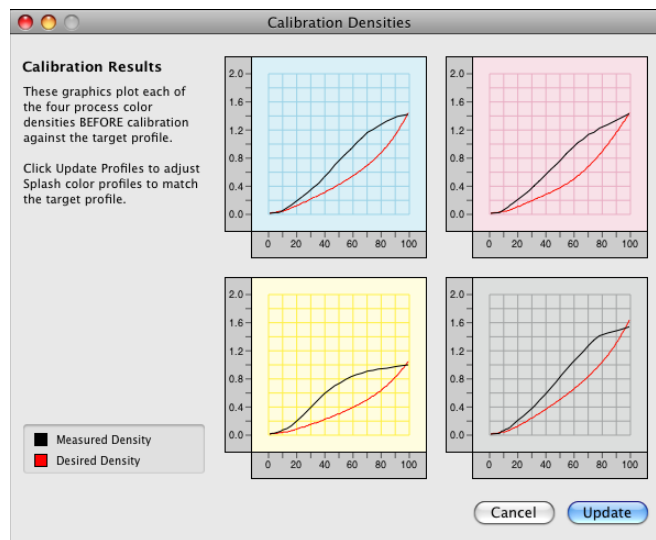 Calibration Densities
Calibration Results
These graphics plot each of
the four process color
densities BEFORE calibration
against the target profile.
Click Update Profiles to adjust
Splash color profiles to match
the target profile.
2.0
1.6
1.2
0.8
0.4
0.0
0 20 40 60 80 100
2.0
1.6
1.2
0.8
0.4
0.0
0 20 40 60 80 100
2.0
1.6
1.2
0.8
0.4
0.0
0 20 40 60 80 100
2.0
1.6
1.2
0.8
0.4
0.0
0 20 40 60 80 100
Measured Density
Desired Density
Cancel Update